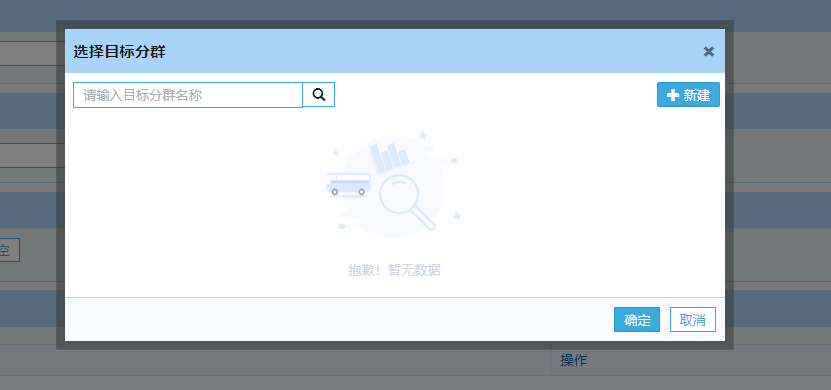 选择目标分群
请输入目标分群名称
新建
抱歉！暂无数据
确定
取消
空
操作